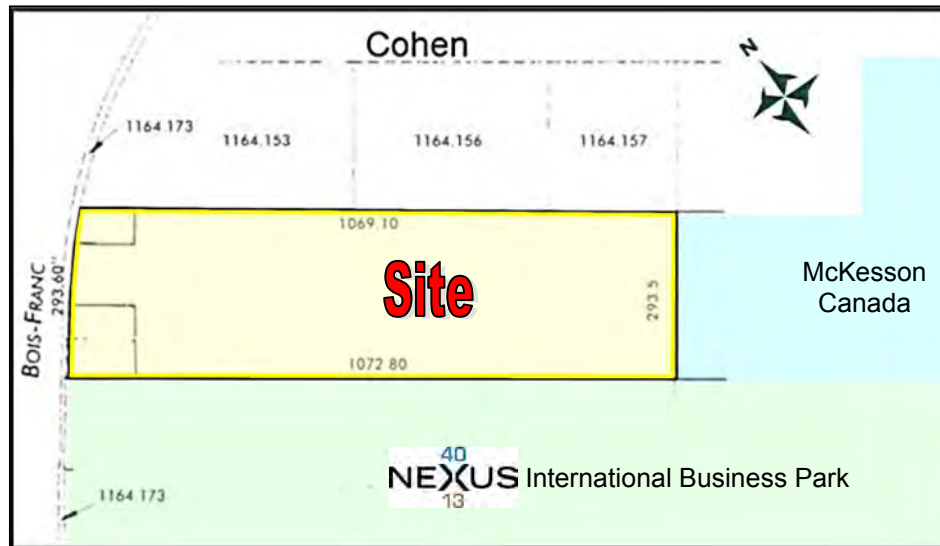 Cohen
N
1164.173
1164.153
1164.156
1164.157
1069.10
BOIS-FRANC
293.60"
Site
293.5
McKesson
Canada
1072.80
40
NEXUS International Business Park
13
1164.173